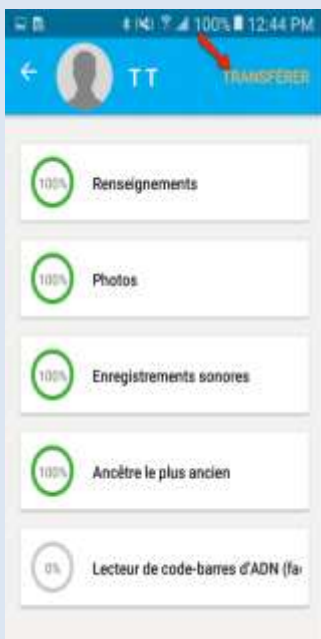 100% 12:44 PM
TT TRANSFÉRER
100% Renseignements
100% Photos
100% Enregistrements sonores
100% Ancêtre le plus ancien
0% Lecteur de code-barres d'ADN (fa